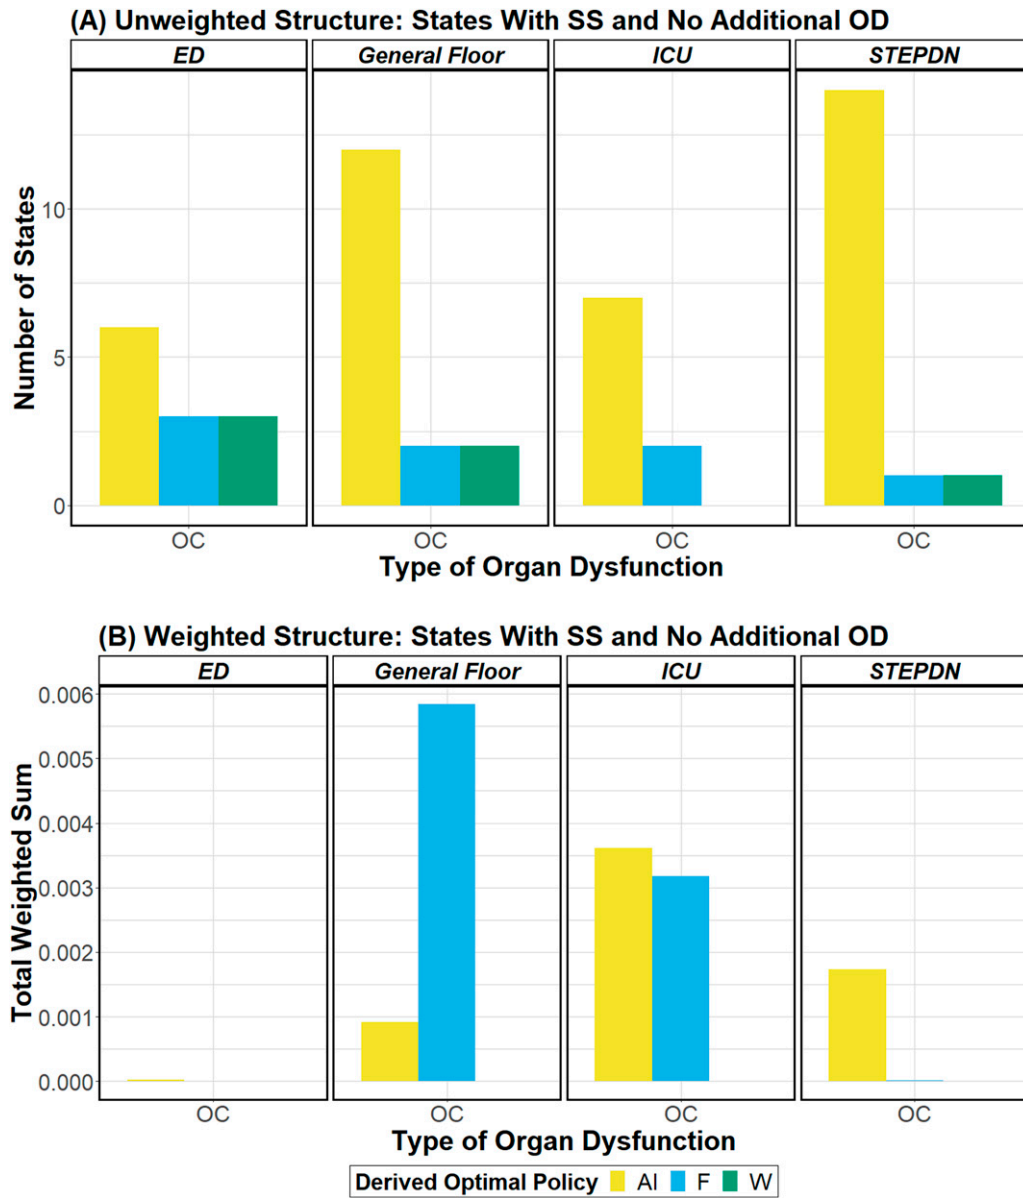 (A) Unweighted Structure: States With SS and No Additional OD
ED General Floor ICU STEPDN
Number of States
10
5
0
OC OC OC OC
Type of Organ Dysfunction
(B) Weighted Structure: States With SS and No Additional OD
ED General Floor ICU STEPDN
Total Weighted Sum
0.006
0.005
0.004
0.003
0.002
0.001
0.000
OC OC OC OC
Type of Organ Dysfunction
Derived Optimal Policy AI F W